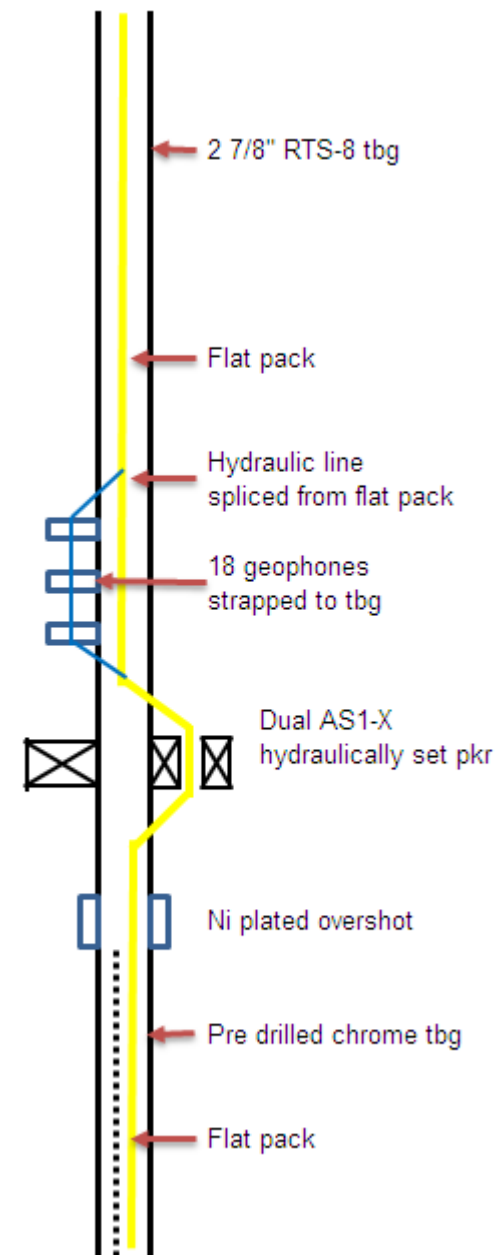 2 7/8" RTS-8 tbg
Flat pack
Hydraulic line
spliced from flat pack
18 geophones
strapped to tbg
Dual AS1-X
hydraulically set pkr
Ni plated overshot
Pre drilled chrome tbg
Flat pack